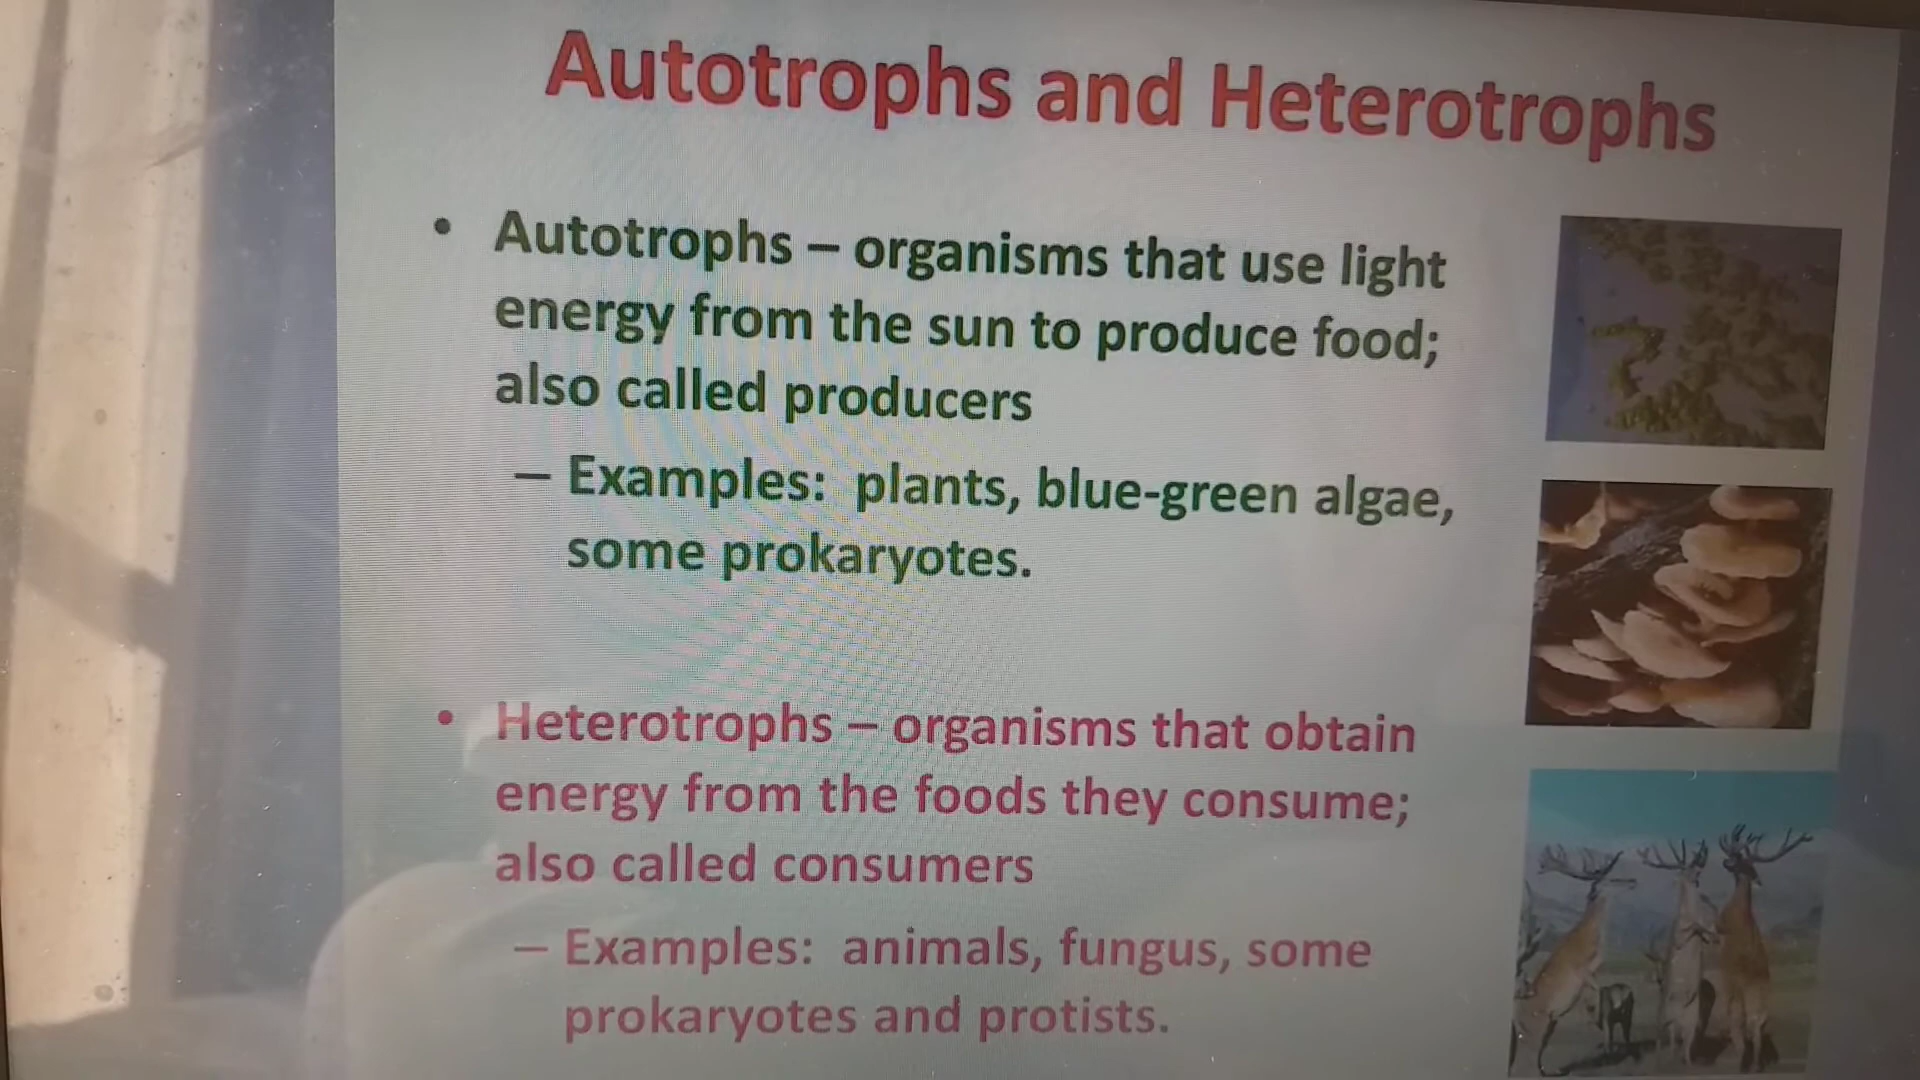 Autotrophs and Heterotrophs
• Autotrophs – organisms that use light
energy from the sun to produce food;
also called producers
– Examples: plants, blue-green algae,
some prokaryotes.
• Heterotrophs – organisms that obtain
energy from the foods they consume;
also called consumers
– Examples: animals, fungus, some
prokaryotes and protists.